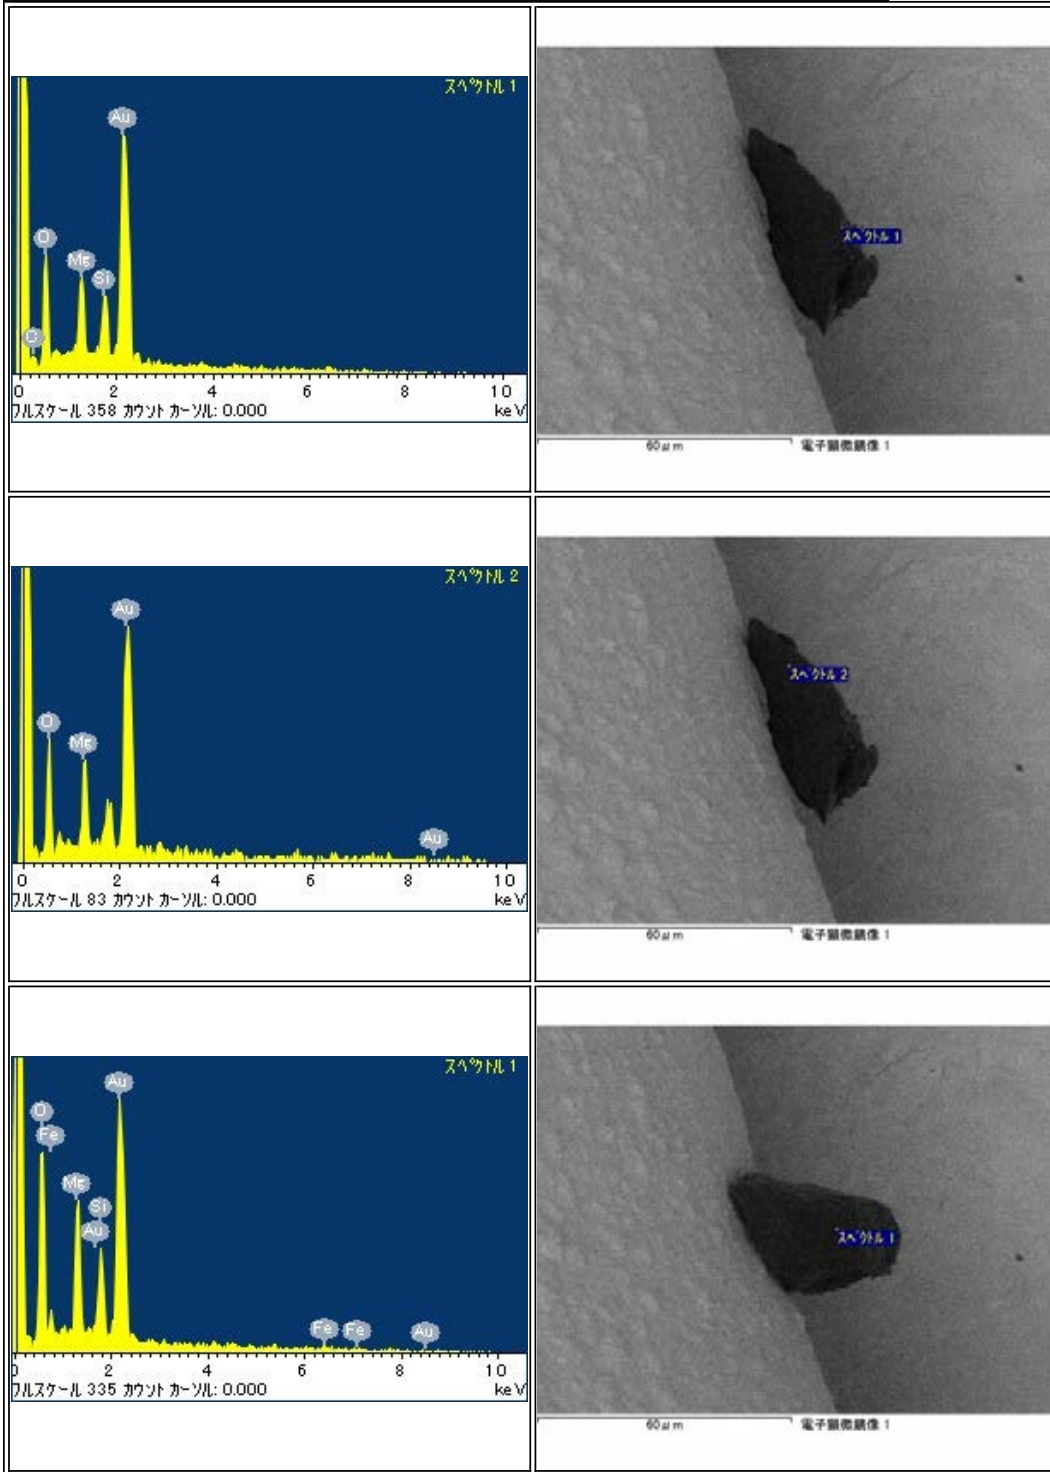 スペクトル 1
Au
O
Mg
Si
C
0 2 4 6 8 10
フルスケール 358 カウント カーソル: 0.000 keV
スペクトル 1
60μm 電子顕微鏡像 1
スペクトル 2
Au
O
Mg
Au
0 2 4 6 8 10
フルスケール 83 カウント カーソル: 0.000 keV
スペクトル 2
60μm 電子顕微鏡像 1
スペクトル 1
Au
O
Fe
Mg
Si
Au
Fe Fe Au
0 2 4 6 8 10
フルスケール 335 カウント カーソル: 0.000 keV
スペクトル 1
60μm 電子顕微鏡像 1